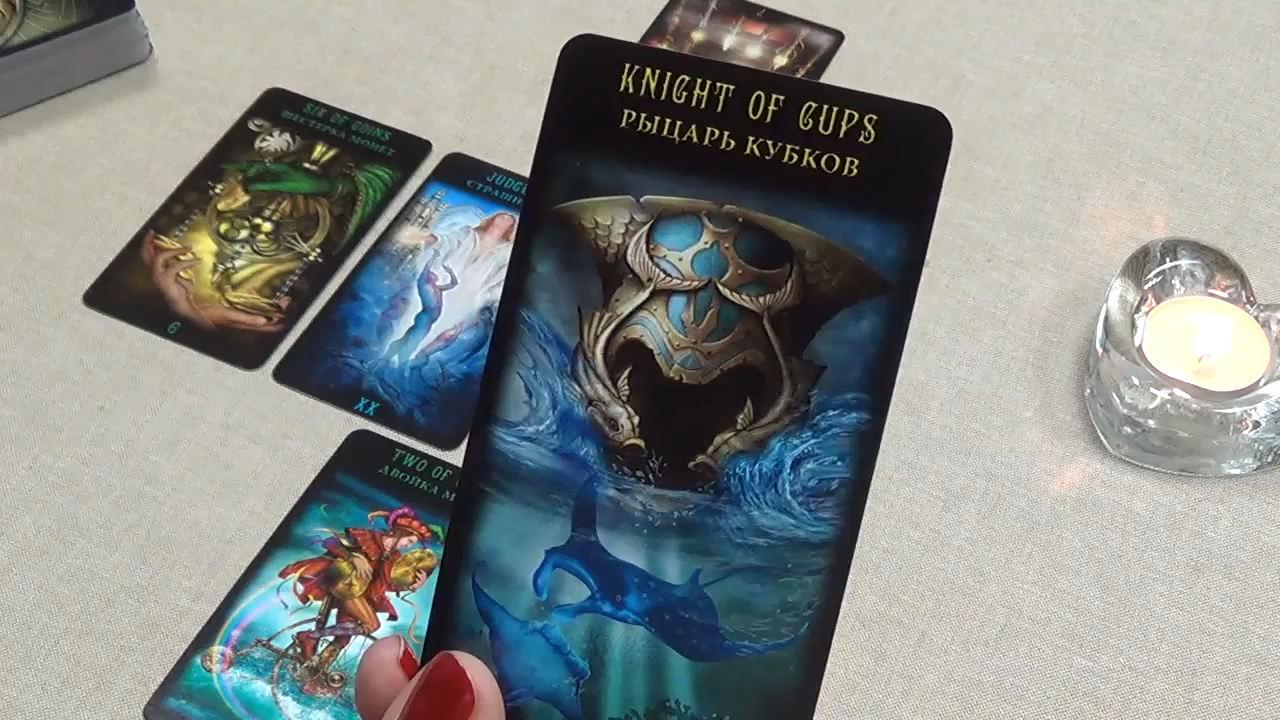 KNIGHT OF CUPS
РЫЦАРЬ КУБКОВ
SIX OF COINS
ШЕСТЕРКА МОНЕТ
6
XX
TWO OF
ДВОЙКА